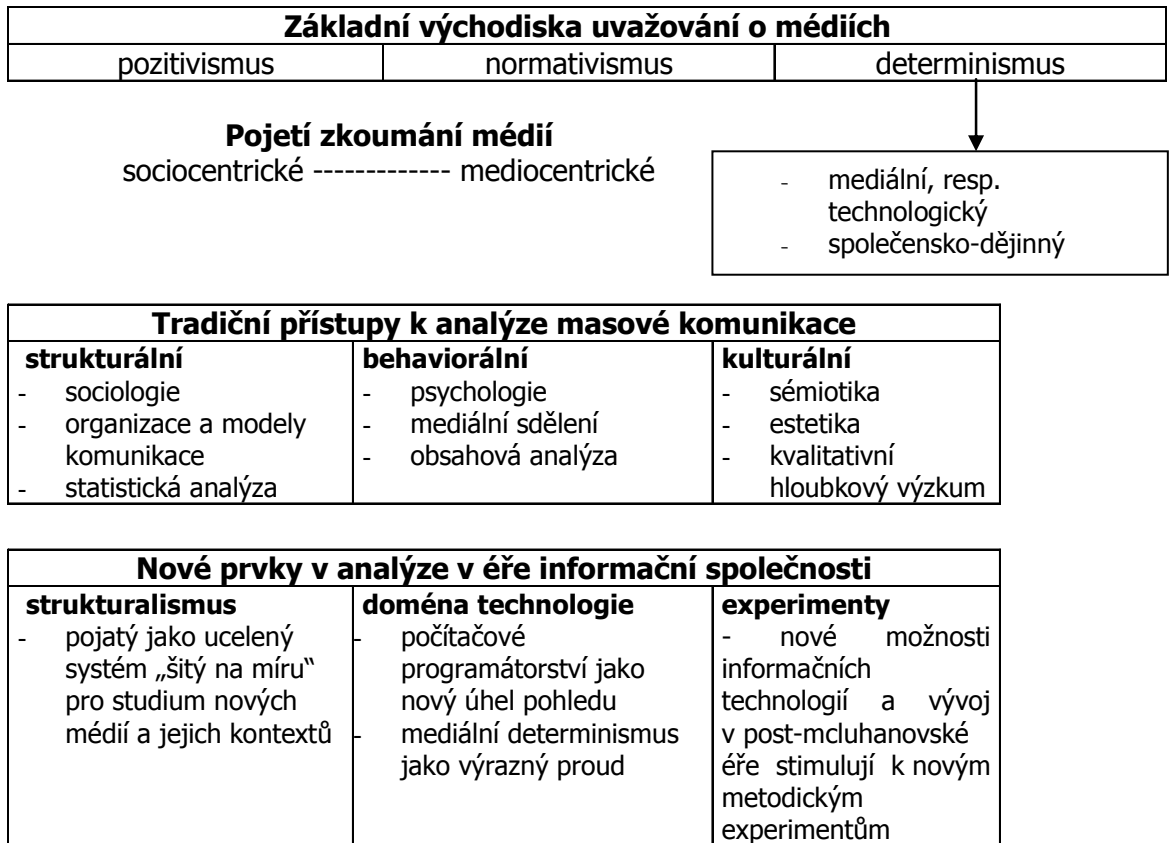 Základní východiska uvažování o médiích
pozitivismus normativismus determinismus
Pojetí zkoumání médií
sociocentrické ------------- mediocentrické
- mediální, resp.
technologický
- společensko-dějinný
Tradiční přístupy k analýze masové komunikace
strukturální
- sociologie
- organizace a modely
komunikace
- statistická analýza
behaviorální
- psychologie
- mediální sdělení
- obsahová analýza
kulturální
- sémiotika
- estetika
- kvalitativní
hloubkový výzkum
Nové prvky v analýze v éře informační společnosti
strukturalismus
- pojatý jako ucelený
systém „šitý na míru“
pro studium nových
médií a jejich kontextů
doména technologie
- počítačové
programátorství jako
nový úhel pohledu
- mediální determinismus
jako výrazný proud
experimenty
- nové možnosti
informačních
technologií a vývoj
v post-mcluhanovské
éře stimulují k novým
metodickým
experimentům